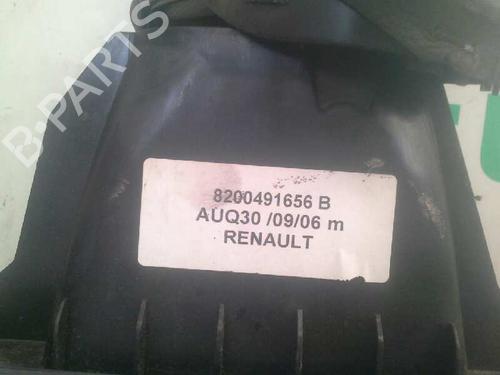 B-PARTS
8200491656 B
AUQ30 /09/06 m
RENAULT